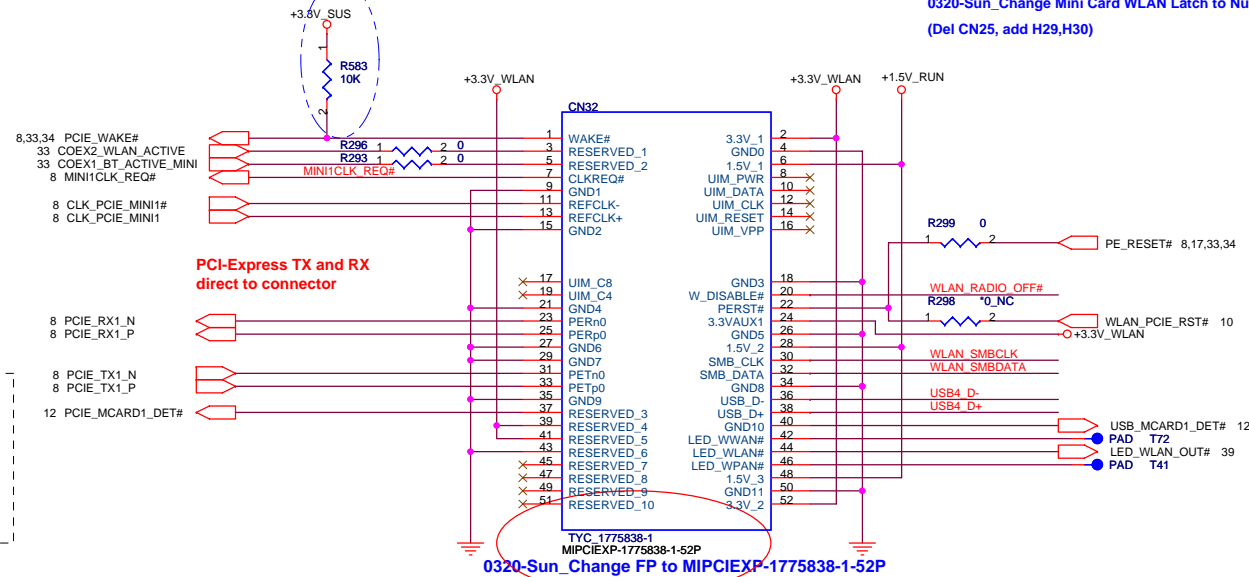 0320-Sun_Change Mini Card WLAN Latch to Nu
(Del CN25, add H29,H30)
+3.3V_SUS
1
R583
10K
2
+3.3V_WLAN
+3.3V_WLAN
+1.5V_RUN
CN32
8,33,34 PCIE_WAKE# 1 WAKE# 3.3V_1 2
33 COEX2_WLAN_ACTIVE R296 1 2 0 3 RESERVED_1 GND0 4
33 COEX1_BT_ACTIVE_MINI R293 1 2 0 5 RESERVED_2 1.5V_1 6
8 MINI1CLK_REQ# MINI1CLK_REQ# 7 CLKREQ# UIM_PWR 8
9 GND1 UIM_DATA 10
8 CLK_PCIE_MINI1# 11 REFCLK- UIM_CLK 12
8 CLK_PCIE_MINI1 13 REFCLK+ UIM_RESET 14
15 GND2 UIM_VPP 16
R299 0
1 2 PE_RESET# 8,17,33,34
PCI-Express TX and RX
direct to connector
17 UIM_C8 GND3 18
19 UIM_C4 W_DISABLE# 20 WLAN_RADIO_OFF#
21 GND4 PERST# 22 R298 *0_NC
8 PCIE_RX1_N 23 PERn0 3.3VAUX1 24 1 2 WLAN_PCIE_RST# 10
8 PCIE_RX1_P 25 PERp0 GND5 26 +3.3V_WLAN
27 GND6 1.5V_2 28
29 GND7 SMB_CLK 30 WLAN_SMBCLK
8 PCIE_TX1_N 31 PETn0 SMB_DATA 32 WLAN_SMBDATA
8 PCIE_TX1_P 33 PETp0 GND8 34
35 GND9 USB_D- 36 USB4_D-
12 PCIE_MCARD1_DET# 37 RESERVED_3 USB_D+ 38 USB4_D+
39 RESERVED_4 GND10 40 USB_MCARD1_DET# 12
41 RESERVED_5 LED_WWAN# 42 PAD T72
43 RESERVED_6 LED_WLAN# 44 LED_WLAN_OUT# 39
45 RESERVED_7 LED_WPAN# 46 PAD T41
47 RESERVED_8 1.5V_3 48
49 RESERVED_9 GND11 50
51 RESERVED_10 3.3V_2 52
TYC_1775838-1
MIPCIEXP-1775838-1-52P
0320-Sun_Change FP to MIPCIEXP-1775838-1-52P